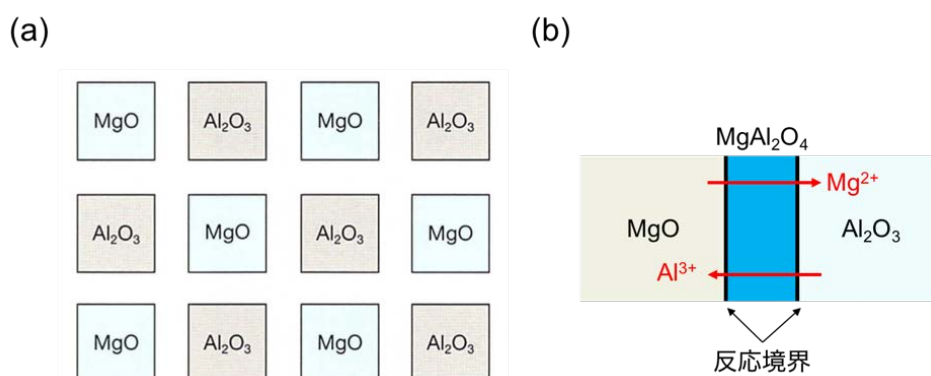 (a)
MgO Al₂O₃ MgO Al₂O₃
Al₂O₃ MgO Al₂O₃ MgO
MgO Al₂O₃ MgO Al₂O₃
(b)
MgAl₂O₄
Mg²⁺
MgO
Al₂O₃
Al³⁺
反応境界